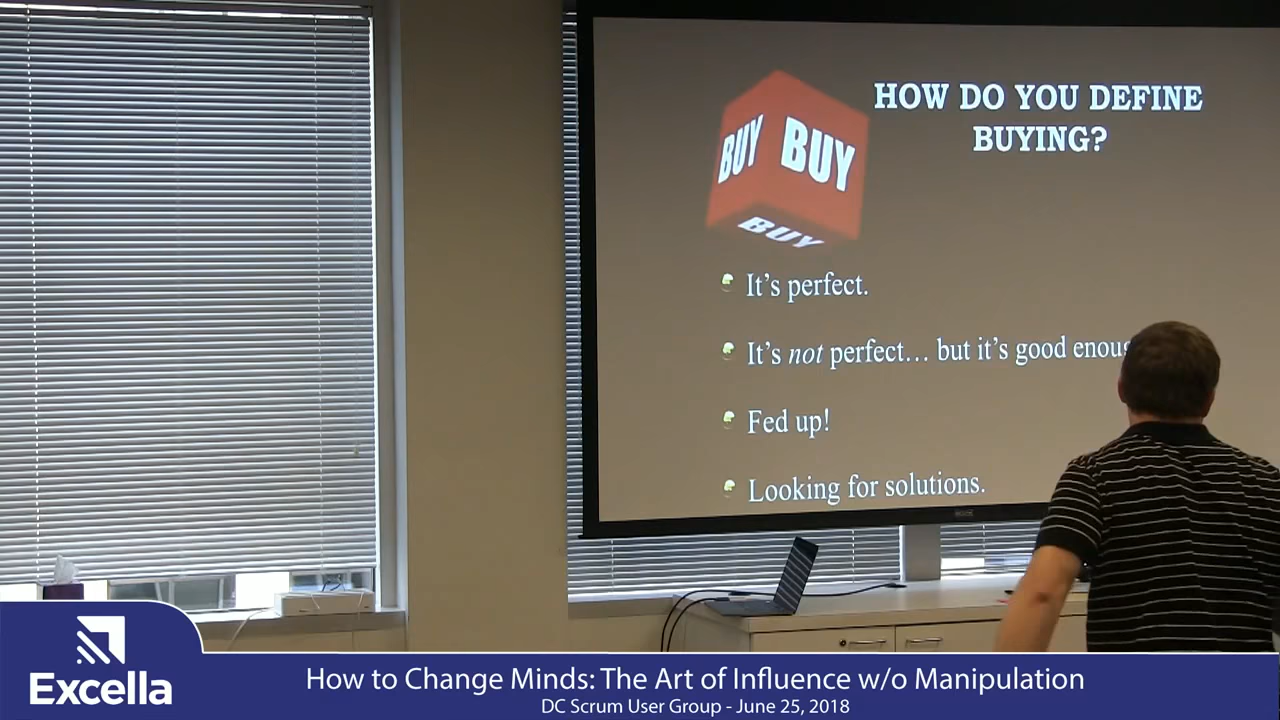 HOW DO YOU DEFINE
BUYING?
BUY BUY
BUY
It's perfect.
It's not perfect... but it's good
Fed up!
Looking for solutions.
Excella
How to Change Minds: The Art of Influence w/o Manipulation
DC Scrum User Group - June 25, 2018